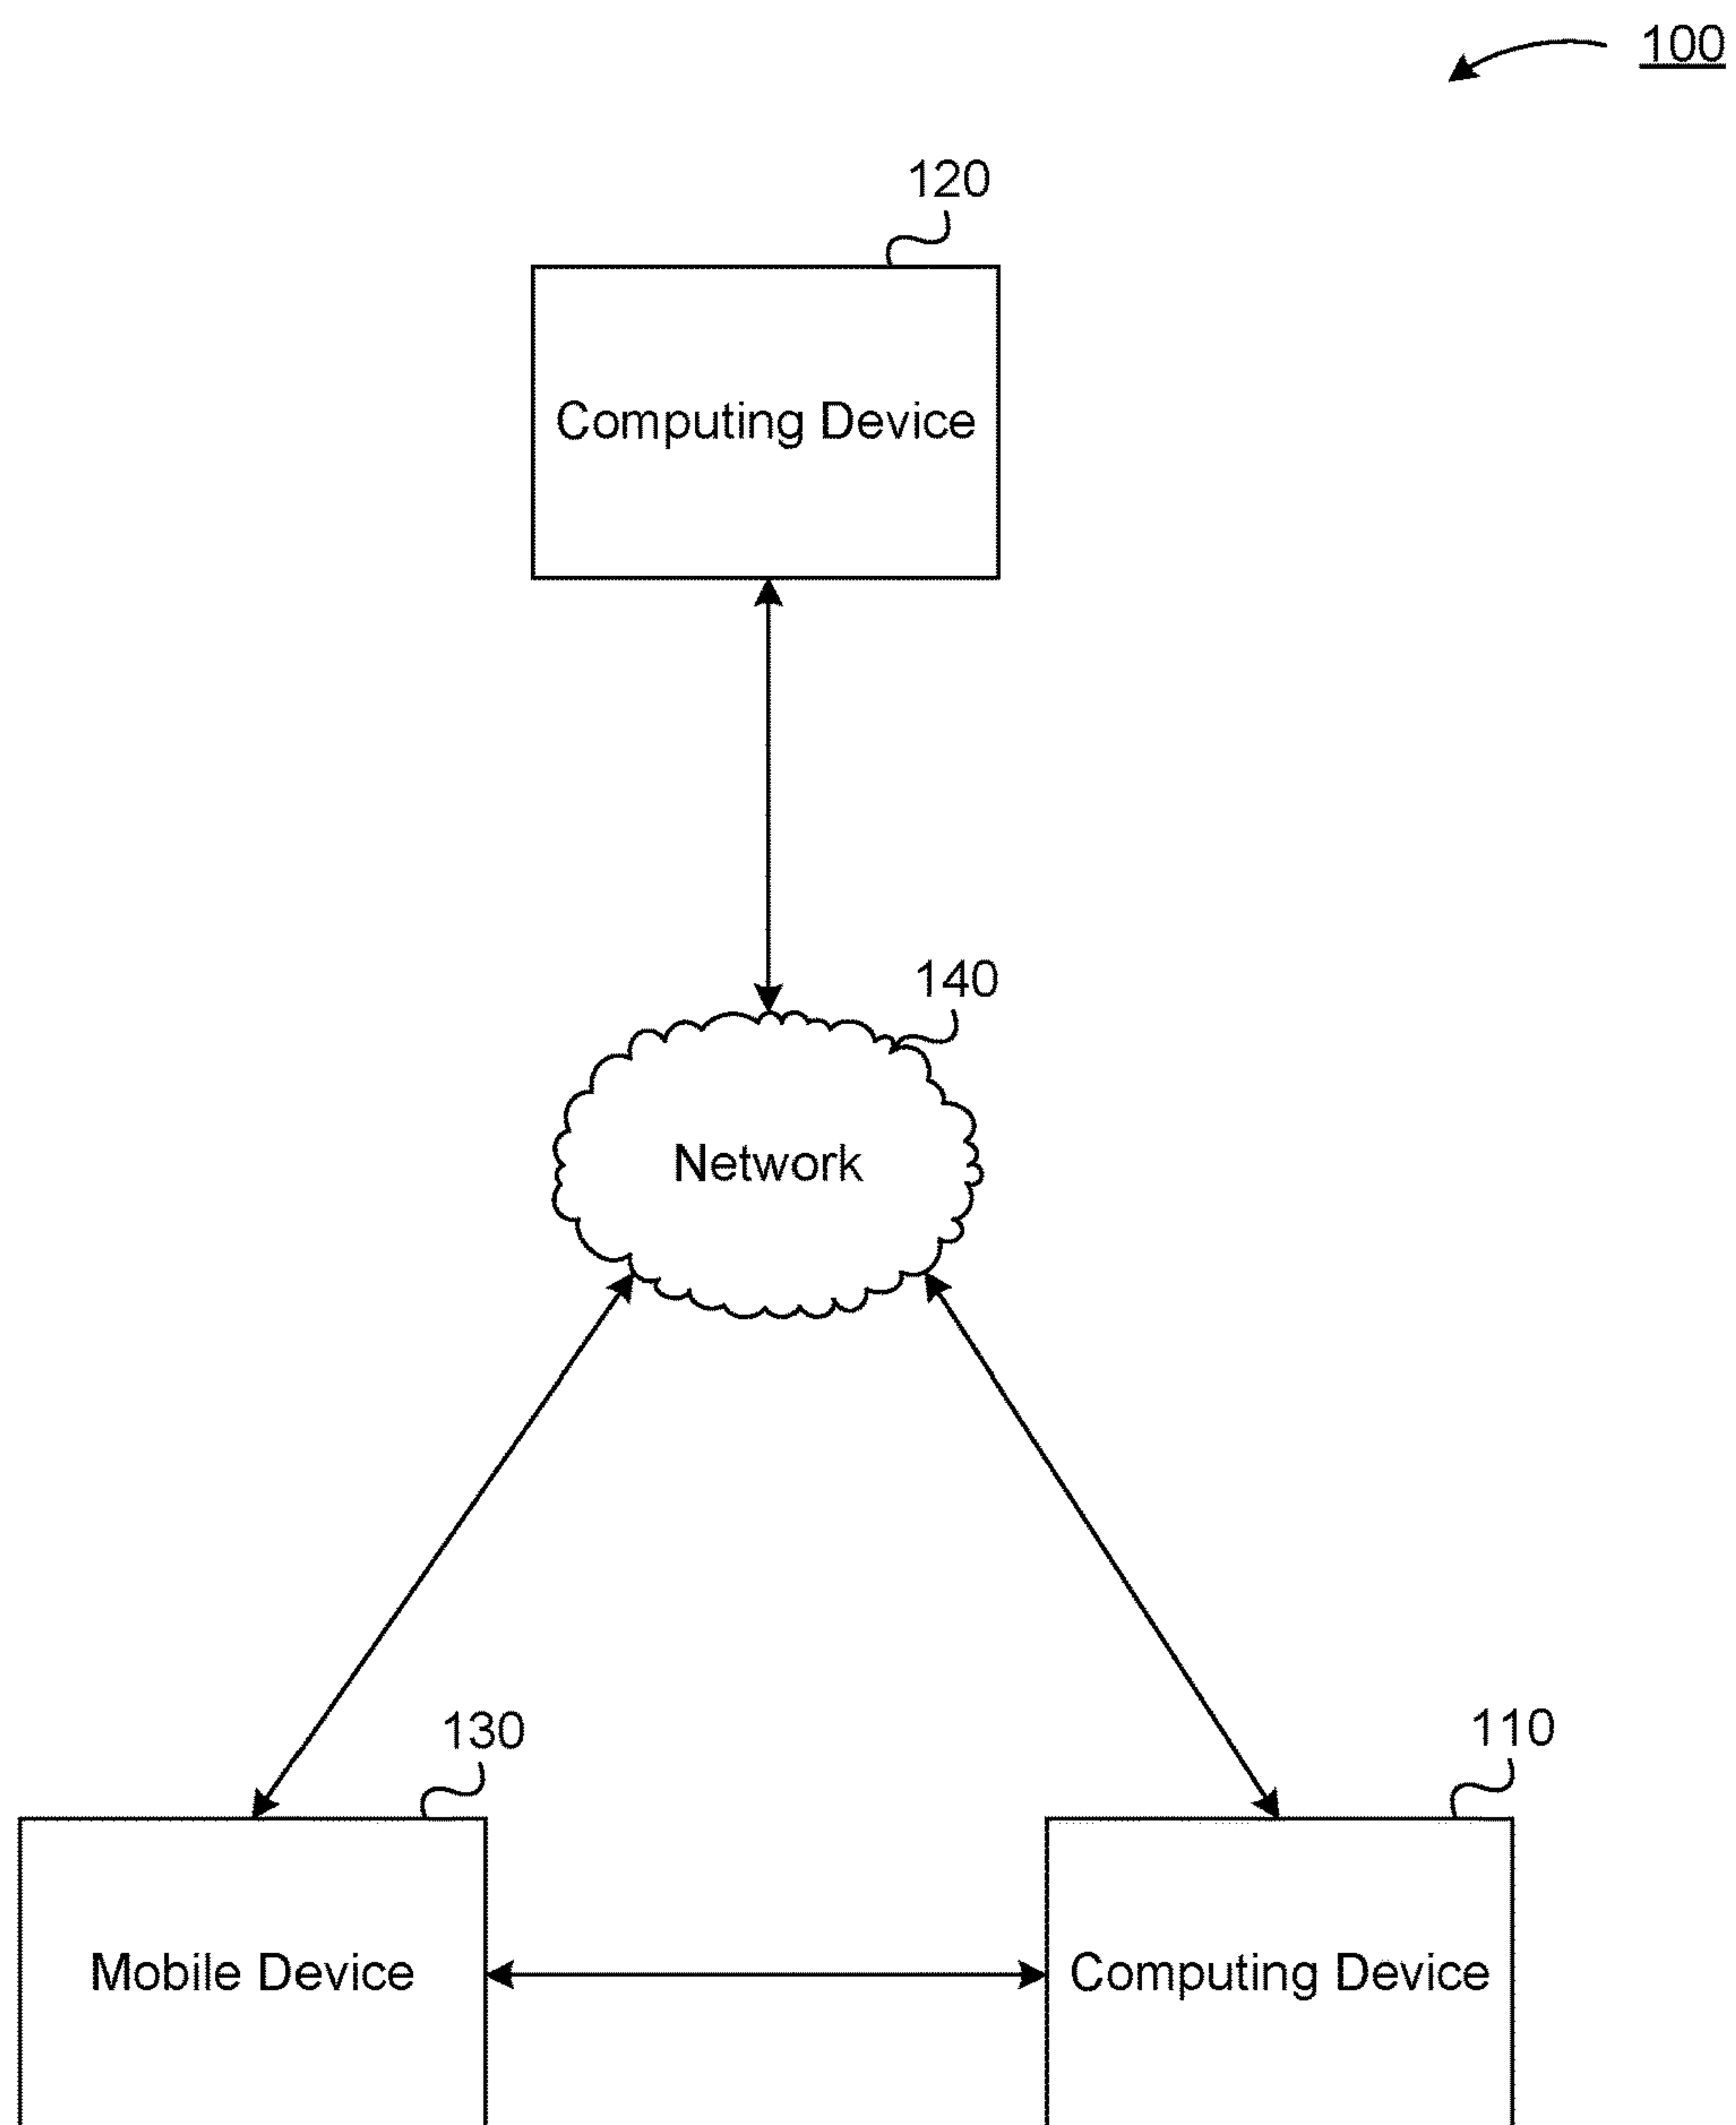 100
120
Computing Device
140
Network
130
110
Mobile Device
Computing Device